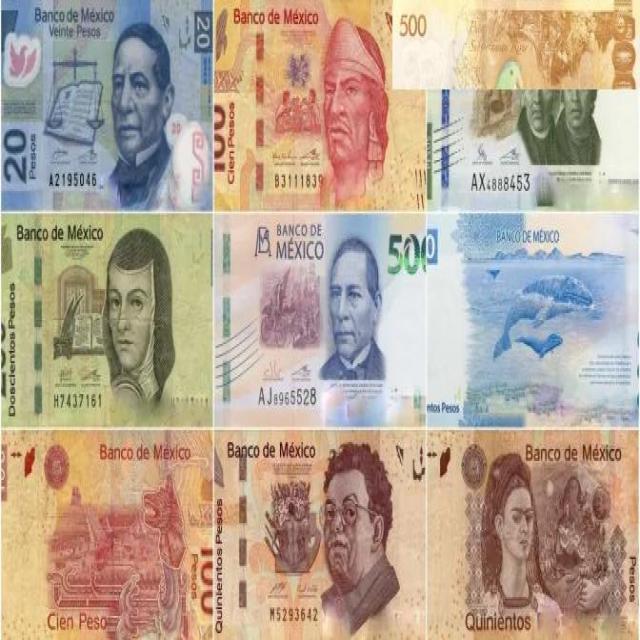 Banco de México
Veinte Pesos
20
20
Pesos
A2195046
Banco de México
100
Cien Pesos
B3111839
500
AX4888453
Banco de México
Doscientos Pesos
H7437161
BANCO DE
MÉXICO
500
AJ8965528
BANCO DE MÉXICO
ntos Pesos
Banco de México
100
Pesos
Cien Peso
Banco de México
Quinientos Pesos
M5293642
Banco de México
Quinientos
Pesos